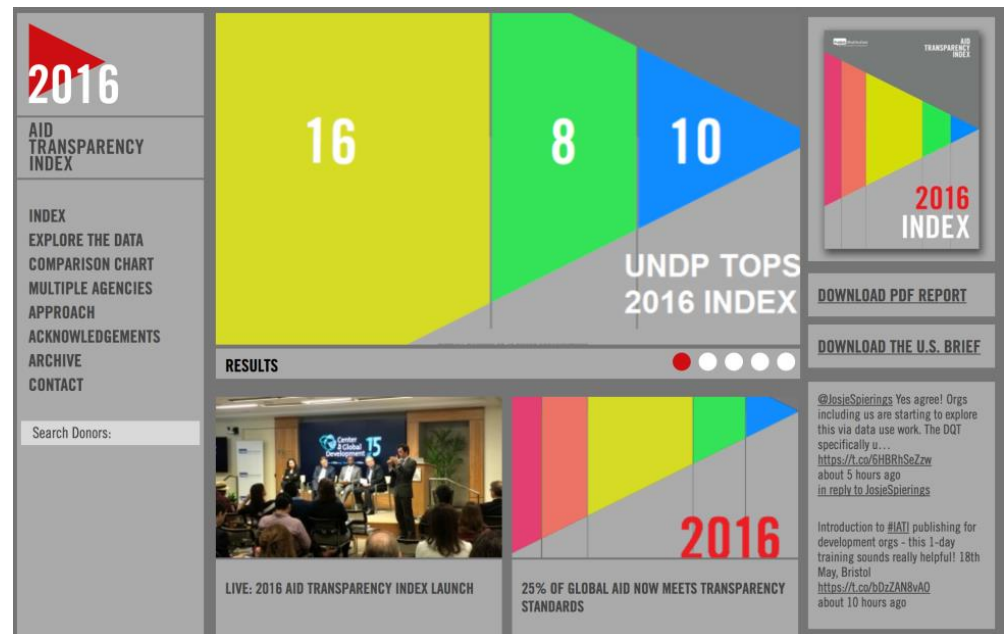 2016
AID
TRANSPARENCY
INDEX
INDEX
EXPLORE THE DATA
COMPARISON CHART
MULTIPLE AGENCIES
APPROACH
ACKNOWLEDGEMENTS
ARCHIVE
CONTACT
Search Donors:
16
8
10
UNDP TOPS
2016 INDEX
RESULTS
Center
for Global
Development
15
LIVE: 2016 AID TRANSPARENCY INDEX LAUNCH
2016
25% OF GLOBAL AID NOW MEETS TRANSPARENCY
STANDARDS
AID
TRANSPARENCY
INDEX
2016
INDEX
DOWNLOAD PDF REPORT
DOWNLOAD THE U.S. BRIEF
@JosjeSpierings Yes agree! Orgs
including us are starting to explore
this via data use work. The DQT
specifically u…
https://t.co/6HBRhSeZzw
about 5 hours ago
in reply to JosjeSpierings
Introduction to #IATI publishing for
development orgs - this 1-day
training sounds really helpful! 18th
May, Bristol
https://t.co/bDzZAN8vAO
about 10 hours ago